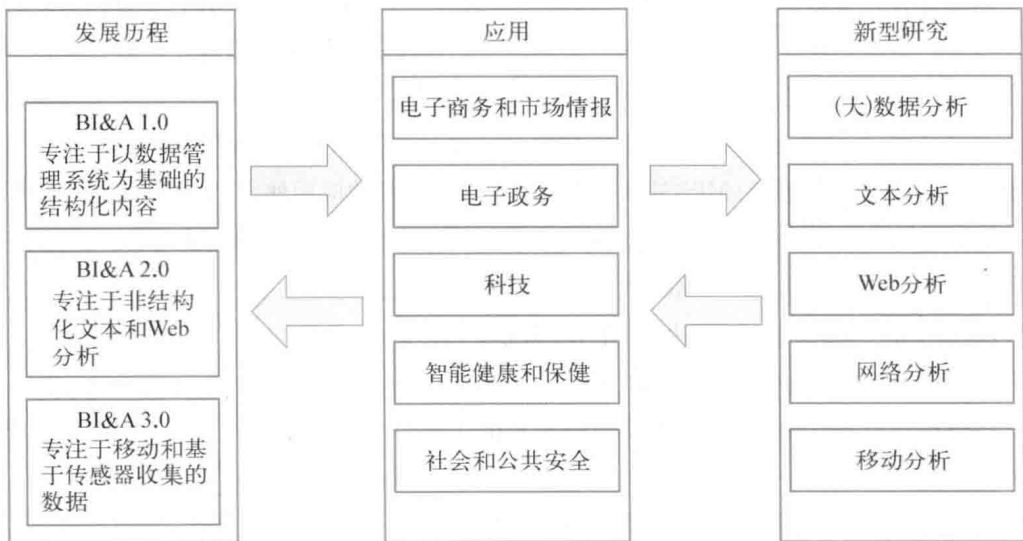 发展历程
BI&A 1.0
专注于以数据管
理系统为基础的
结构化内容
BI&A 2.0
专注于非结构
化文本和Web
分析
BI&A 3.0
专注于移动和基
于传感器收集的
数据
应用
电子商务和市场情报
电子政务
科技
智能健康和保健
社会和公共安全
新型研究
(大)数据分析
文本分析
Web分析
网络分析
移动分析